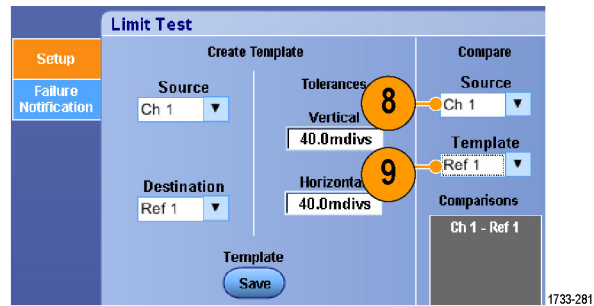 Limit Test
Setup
Failure
Notification
Create Template
Source
Ch 1
Destination
Ref 1
Tolerances
Vertical
40.0mdivs
Horizonta
40.0mdivs
Template
Save
Compare
8
Source
Ch 1
9
Template
Ref 1
Comparisons
Ch 1 - Ref 1
1733-281